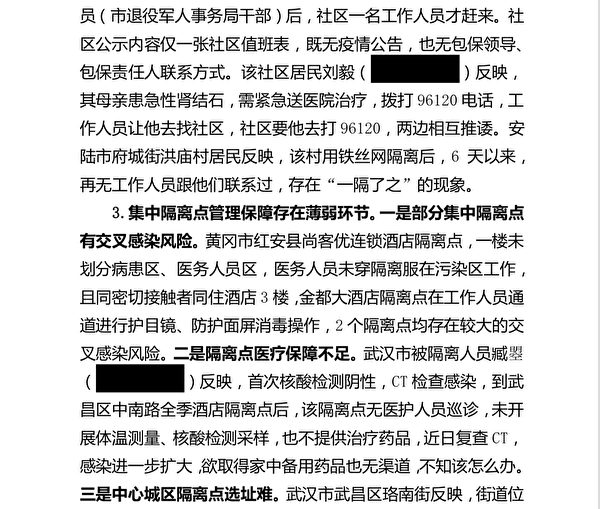 员（市退役军人事务局干部）后，社区一名工作人员才赶来。社
区公示内容仅一张社区值班表，既无疫情公告，也无包保领导、
包保责任人联系方式。该社区居民刘毅（）反映，
其母亲患急性肾结石，需紧急送医院治疗，拨打 96120 电话，工
作人员让他去找社区，社区要他去打 96120，两边相互推诿。安
陆市府城街洪庙村居民反映，该村用铁丝网隔离后，6 天以来，
再无工作人员跟他们联系过，存在“一隔了之”的现象。
3. 集中隔离点管理保障存在薄弱环节。一是部分集中隔离点
有交叉感染风险。黄冈市红安县尚客优连锁酒店隔离点，一楼未
划分病患区、医务人员区，医务人员未穿隔离服在污染区工作，
且同密切接触者同住酒店 3 楼，金都大酒店隔离点在工作人员通
道进行护目镜、防护面屏消毒操作，2 个隔离点均存在较大的交
叉感染风险。二是隔离点医疗保障不足。武汉市被隔离人员臧
（）反映，首次核酸检测阴性，CT 检查感染，到武
昌区中南路全季酒店隔离点后，该隔离点无医护人员巡诊，未开
展体温测量、核酸检测采样，也不提供治疗药品，近日复查 CT，
感染进一步扩大，欲取得家中备用药品也无渠道，不知该怎么办。
三是中心城区隔离点选址难。武汉市武昌区珞南街反映，街道位